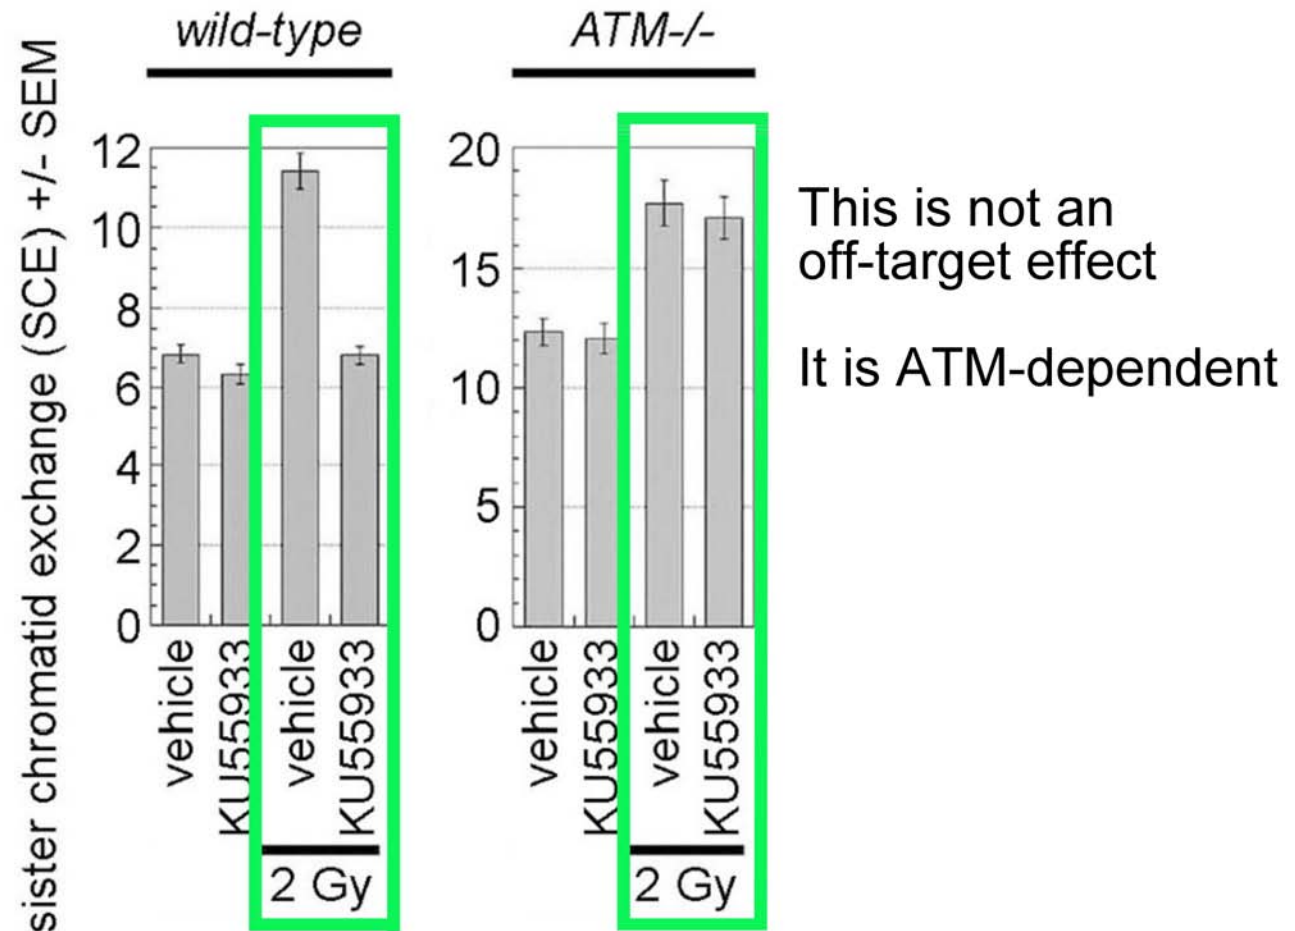 wild-type
ATM-/-
sister chromatid exchange (SCE) +/- SEM
12
10
8
6
4
2
0
vehicle
KU55933
vehicle
KU55933
2 Gy
20
15
10
5
0
vehicle
KU55933
vehicle
KU55933
2 Gy
This is not an
off-target effect
It is ATM-dependent